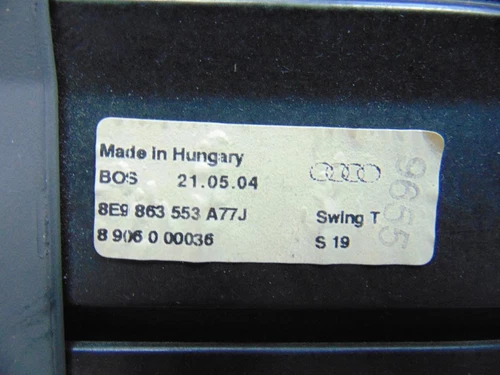 Made in Hungary
BOS 21.05.04
8E9 863 553 A77J Swing T
8 906 0 00036 S 19
9655